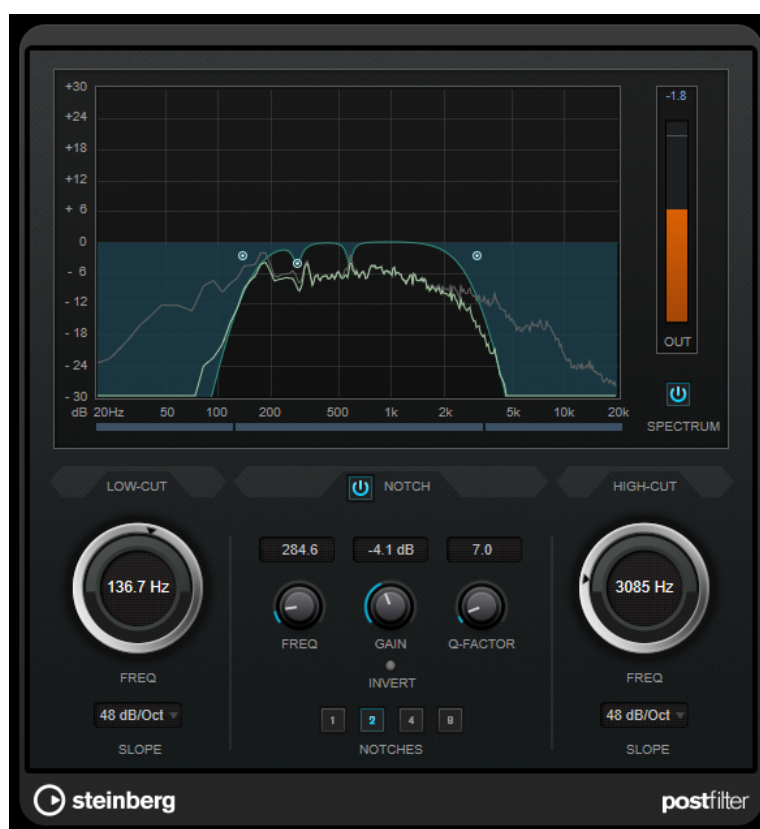 +30
-1.8
+24
+18
+12
+ 6
0
- 6
- 12
- 18
- 24
- 30
OUT
dB 20Hz 50 100 200 500 1k 2k 5k 10k 20k
SPECTRUM
LOW-CUT
NOTCH
HIGH-CUT
284.6 -4.1 dB 7.0
136.7 Hz
3085 Hz
FREQ GAIN Q-FACTOR
FREQ
INVERT
FREQ
48 dB/Oct
1 2 4 8
48 dB/Oct
SLOPE
NOTCHES
SLOPE
steinberg
postfilter